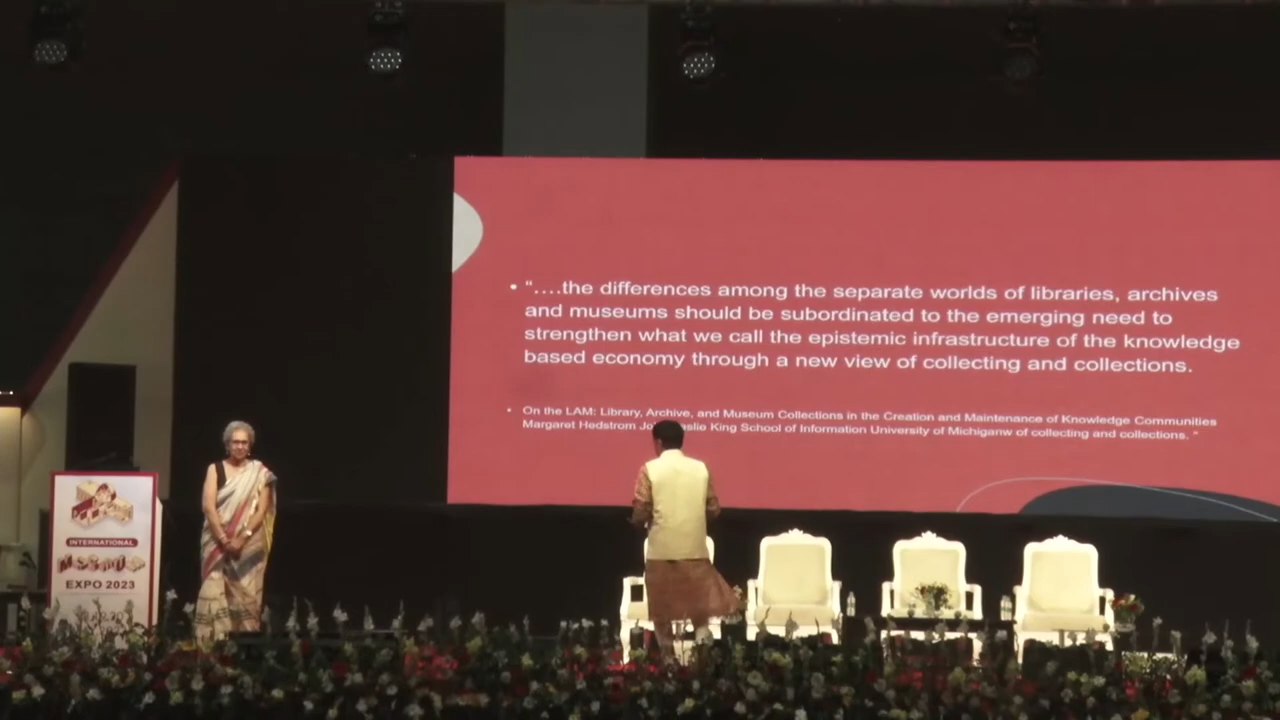 • "….the differences among the separate worlds of libraries, archives
and museums should be subordinated to the emerging need to
strengthen what we call the epistemic infrastructure of the knowledge
based economy through a new view of collecting and collections.
• On the LAM: Library, Archive, and Museum Collections in the Creation and Maintenance of Knowledge Communities
Margaret Hedstrom King School of Information University of Michiganw of collecting and collections. "
INTERNATIONAL
MUSEUM
EXPO 2023